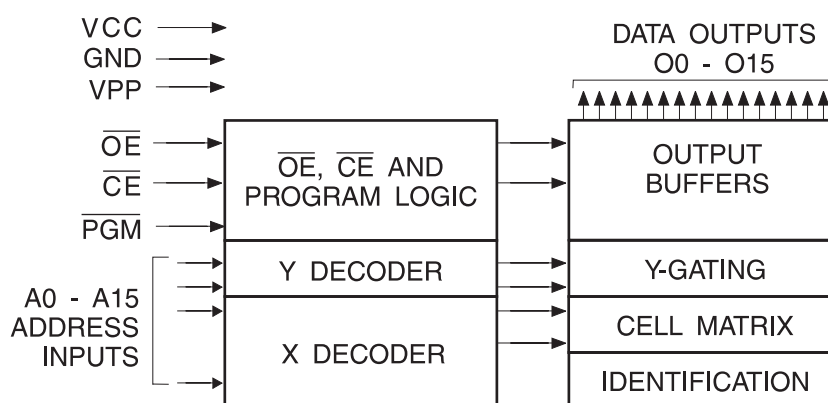 VCC
GND
VPP
OE
CE
PGM
A0 - A15
ADDRESS
INPUTS
OE, CE AND
PROGRAM LOGIC
Y DECODER
X DECODER
DATA OUTPUTS
O0 - O15
OUTPUT
BUFFERS
Y-GATING
CELL MATRIX
IDENTIFICATION